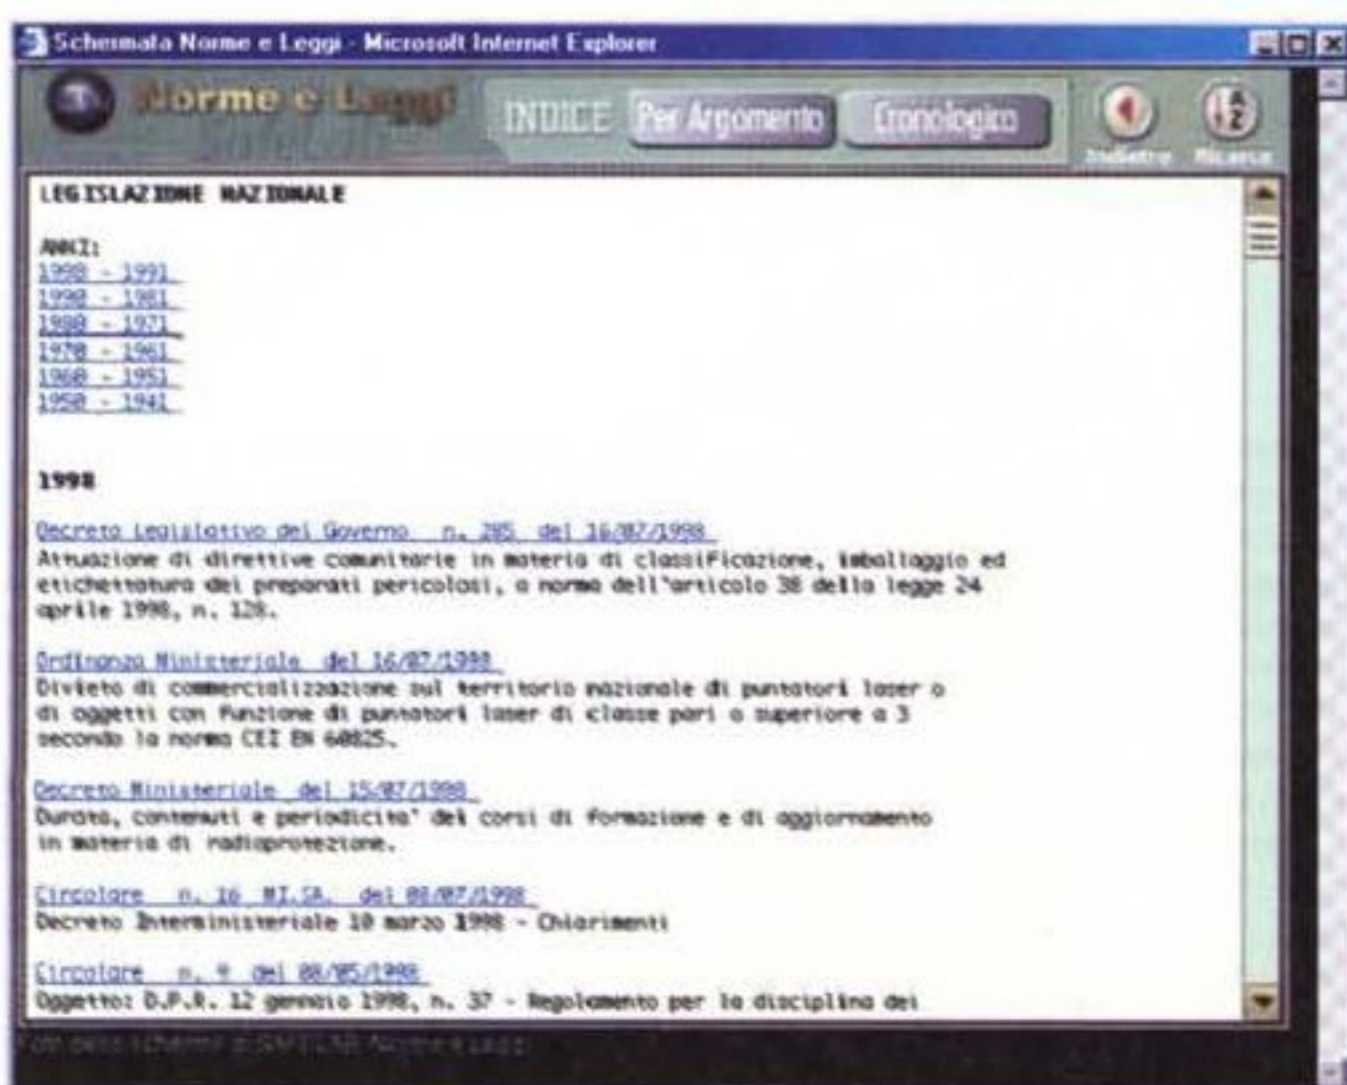 Schermata Norme e Leggi - Microsoft Internet Explorer
Norme e Leggi
INDICE Per Argomento Cronologico
Indietro Ricerca
LEGISLAZIONE NAZIONALE
ANNI:
1998 - 1991
1990 - 1981
1980 - 1971
1970 - 1961
1960 - 1951
1950 - 1941
1998
Decreto Legislativo del Governo n. 285 del 16/07/1998
Attuazione di direttive comunitarie in materia di classificazione, imballaggio ed
etichettatura dei preparati pericolosi, a norma dell'articolo 38 della legge 24
aprile 1998, n. 128.
Ordinanza Ministeriale del 16/07/1998
Divieto di commercializzazione sul territorio nazionale di puntatori laser o
di oggetti con funzione di puntatori laser di classe pari o superiore a 3
secondo la norma CEI EN 60825.
Decreto Ministeriale del 15/07/1998
Durata, contenuti e periodicita' dei corsi di formazione e di aggiornamento
in materia di radioprotezione.
Circolare n. 16 MI.SA. del 08/07/1998
Decreto Interministeriale 10 marzo 1998 - Chiarimenti
Circolare n. 9 del 08/05/1998
Oggetto: D.P.R. 12 gennaio 1998, n. 37 - Regolamento per la disciplina dei